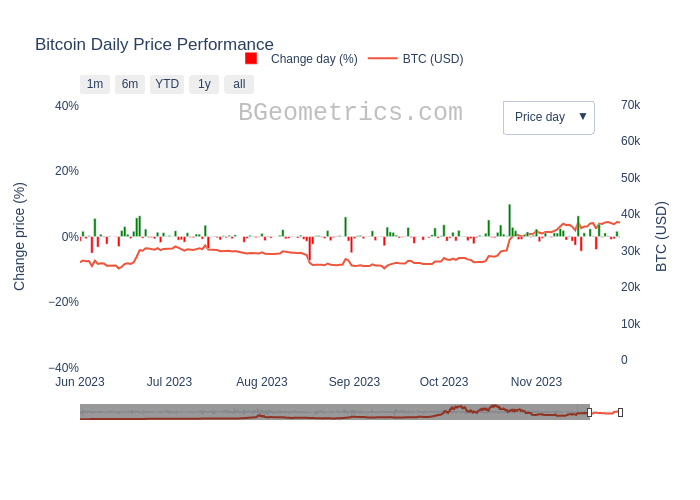 Bitcoin Daily Price Performance
Change day (%)
BTC (USD)
1m
6m
YTD
1y
all
BGeometrics.com
Price day
▼
Change price (%)
40%
20%
0%
−20%
−40%
70k
60k
50k
40k
30k
20k
10k
0
BTC (USD)
Jun 2023
Jul 2023
Aug 2023
Sep 2023
Oct 2023
Nov 2023